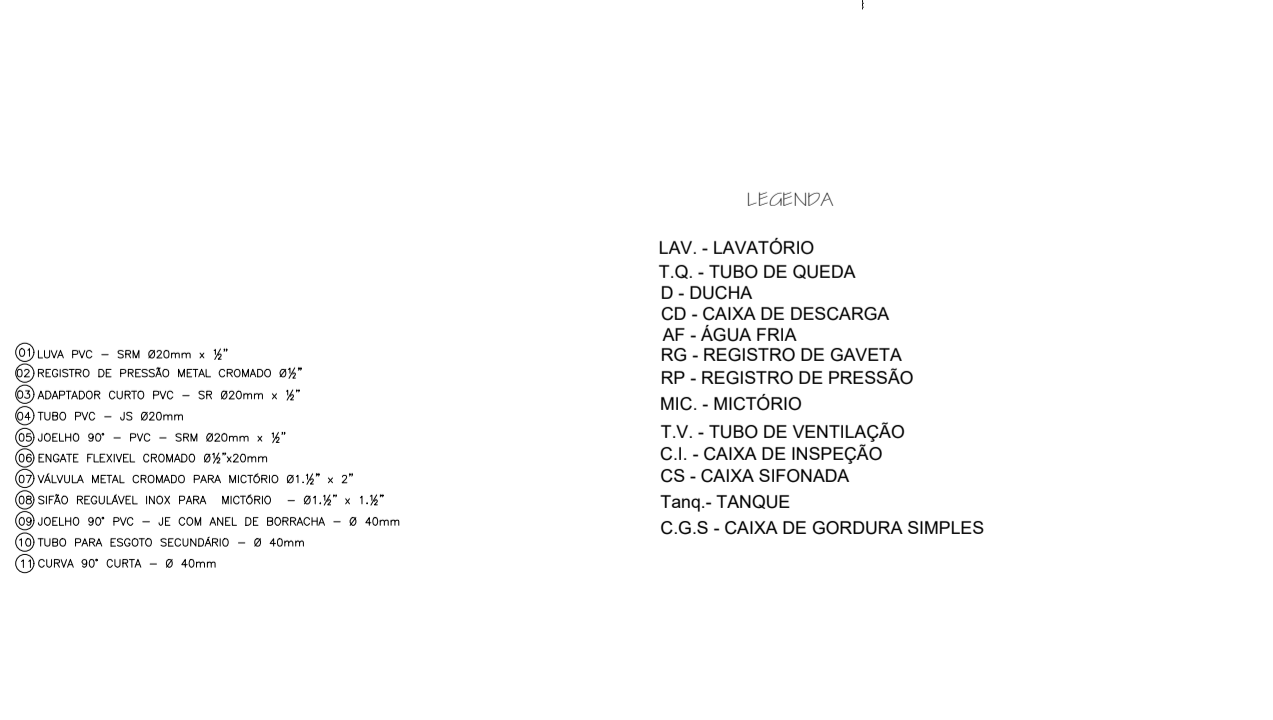 01 LUVA PVC – SRM Ø20mm x ½"
02 REGISTRO DE PRESSÃO METAL CROMADO Ø½"
03 ADAPTADOR CURTO PVC – SR Ø20mm x ½"
04 TUBO PVC – JS Ø20mm
05 JOELHO 90° – PVC – SRM Ø20mm x ½"
06 ENGATE FLEXIVEL CROMADO Ø½"x20mm
07 VÁLVULA METAL CROMADO PARA MICTÓRIO Ø1.½" x 2"
08 SIFÃO REGULÁVEL INOX PARA MICTÓRIO – Ø1.½" x 1.½"
09 JOELHO 90° PVC – JE COM ANEL DE BORRACHA – Ø 40mm
10 TUBO PARA ESGOTO SECUNDÁRIO – Ø 40mm
11 CURVA 90° CURTA – Ø 40mm
LEGENDA
LAV. - LAVATÓRIO
T.Q. - TUBO DE QUEDA
D - DUCHA
CD - CAIXA DE DESCARGA
AF - ÁGUA FRIA
RG - REGISTRO DE GAVETA
RP - REGISTRO DE PRESSÃO
MIC. - MICTÓRIO
T.V. - TUBO DE VENTILAÇÃO
C.I. - CAIXA DE INSPEÇÃO
CS - CAIXA SIFONADA
Tanq.- TANQUE
C.G.S - CAIXA DE GORDURA SIMPLES